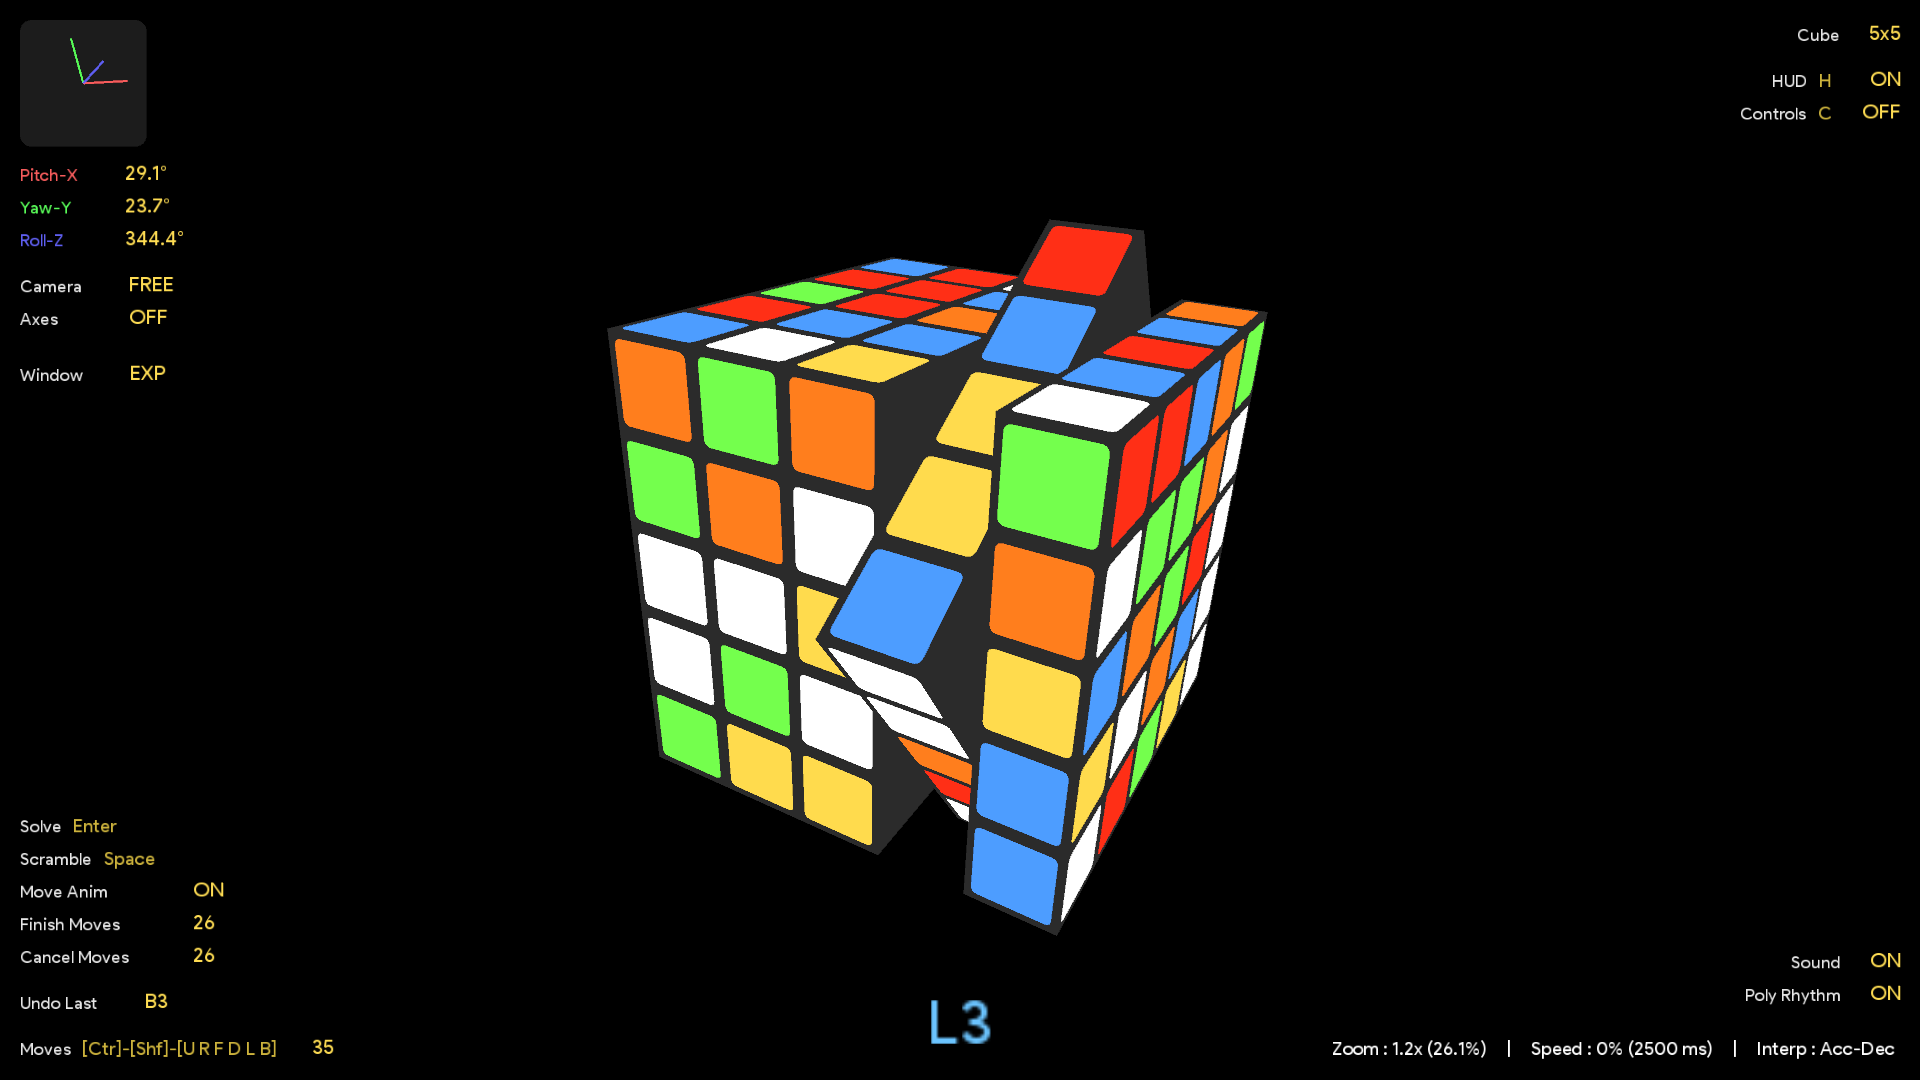 Pitch-X 29.1°
Yaw-Y 23.7°
Roll-Z 344.4°
Camera FREE
Axes OFF
Window EXP
Cube 5x5
HUD H ON
Controls C OFF
Solve Enter
Scramble Space
Move Anim ON
Finish Moves 26
Cancel Moves 26
Undo Last B3
Moves [Ctr]-[Shf]-[U R F D L B] 35
L3
Sound ON
Poly Rhythm ON
Zoom : 1.2x (26.1%) | Speed : 0% (2500 ms) | Interp : Acc-Dec